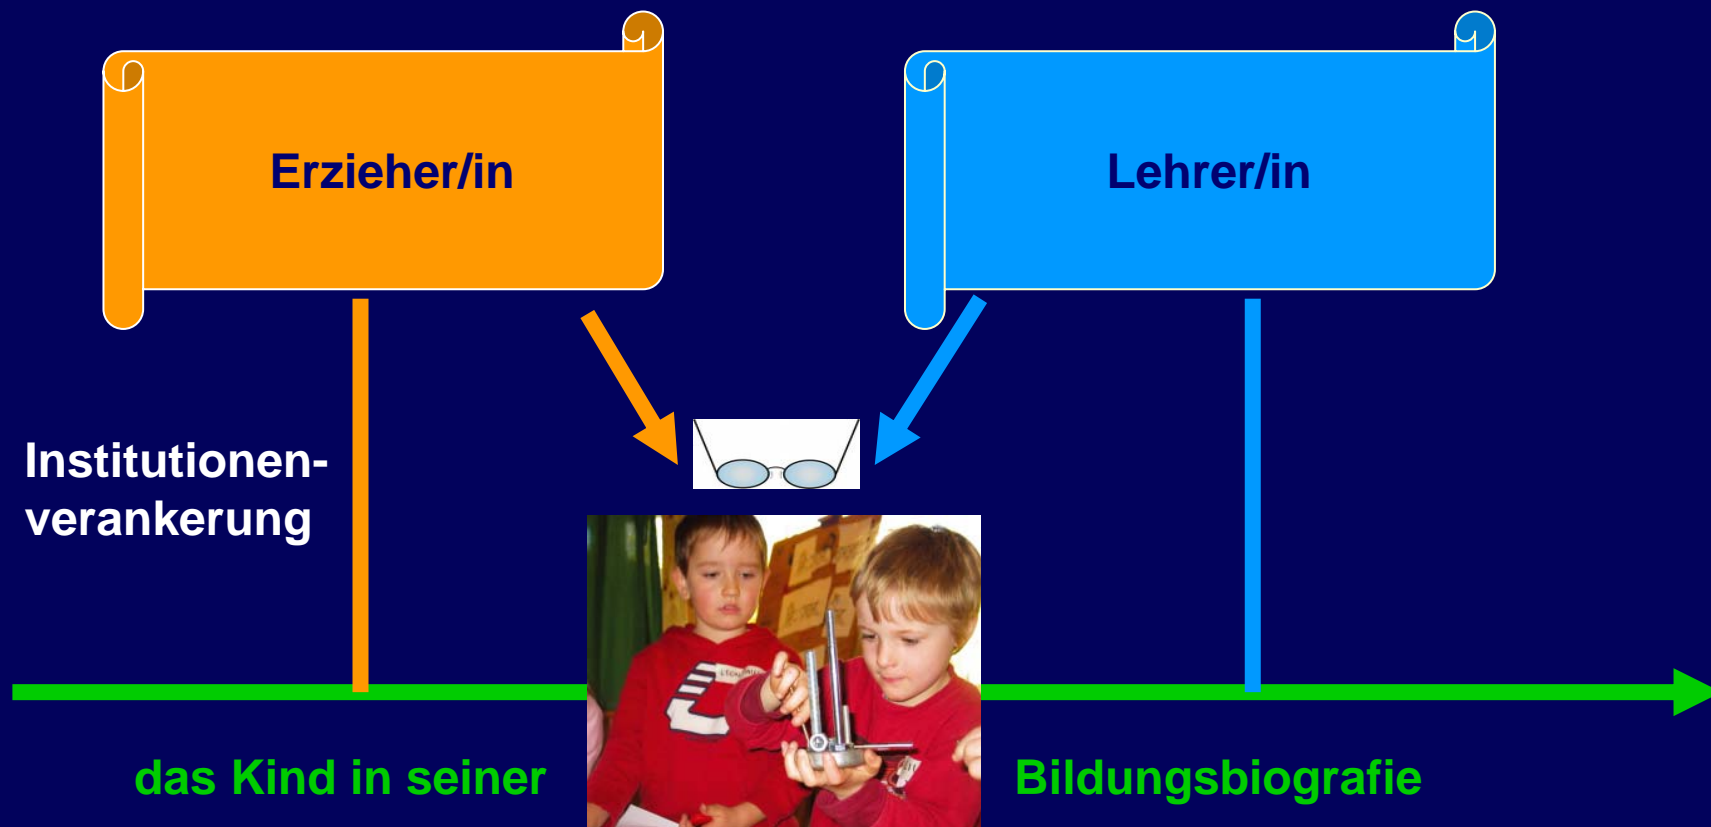 Erzieher/in
Lehrer/in
Institutionen-
verankerung
das Kind in seiner
Bildungsbiografie